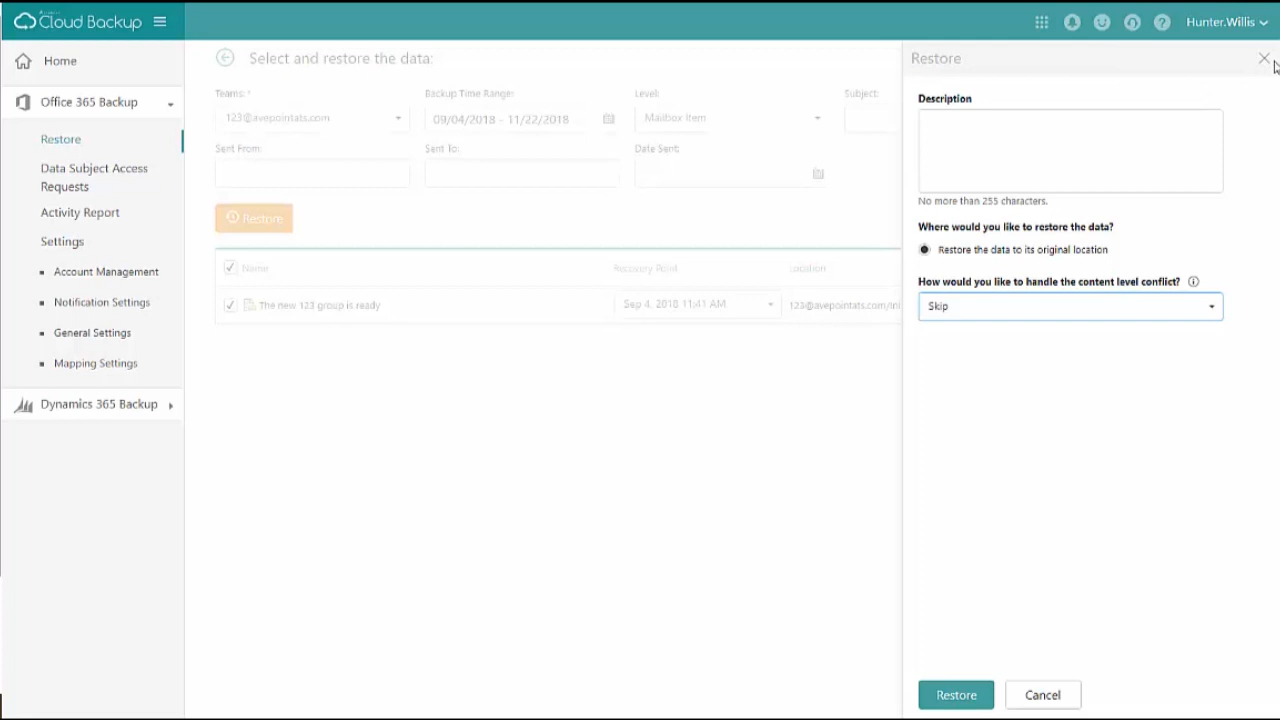 Cloud Backup
Hunter.Willis
Home
Office 365 Backup
Restore
Data Subject Access
Requests
Activity Report
Settings
Account Management
Notification Settings
General Settings
Mapping Settings
Dynamics 365 Backup
Select and restore the data:
Teams: *
Backup Time Range:
Level:
Subject:
123@avepointats.com
09/04/2018 - 11/22/2018
Mailbox Item
Sent From:
Sent To:
Date Sent:
Restore
Name
Recovery Point
Location
The new 123 group is ready
Sep 4, 2018 11:41 AM
123@avepointats.com/Inl
Restore
Description
No more than 255 characters.
Where would you like to restore the data?
Restore the data to its original location
How would you like to handle the content level conflict?
Skip
Restore
Cancel